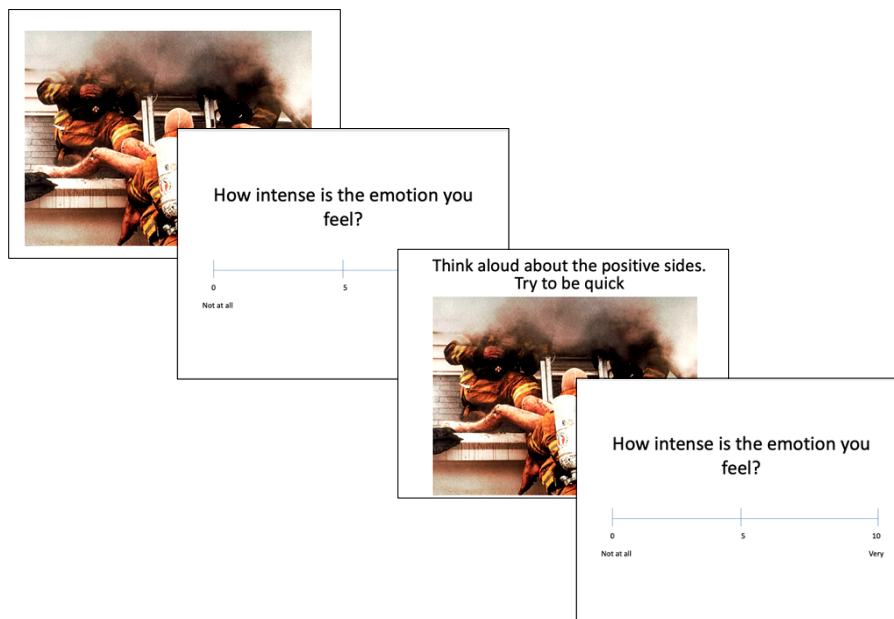 How intense is the emotion you
feel?
0
5
Not at all
Think aloud about the positive sides.
Try to be quick
How intense is the emotion you
feel?
0
5
10
Not at all
Very